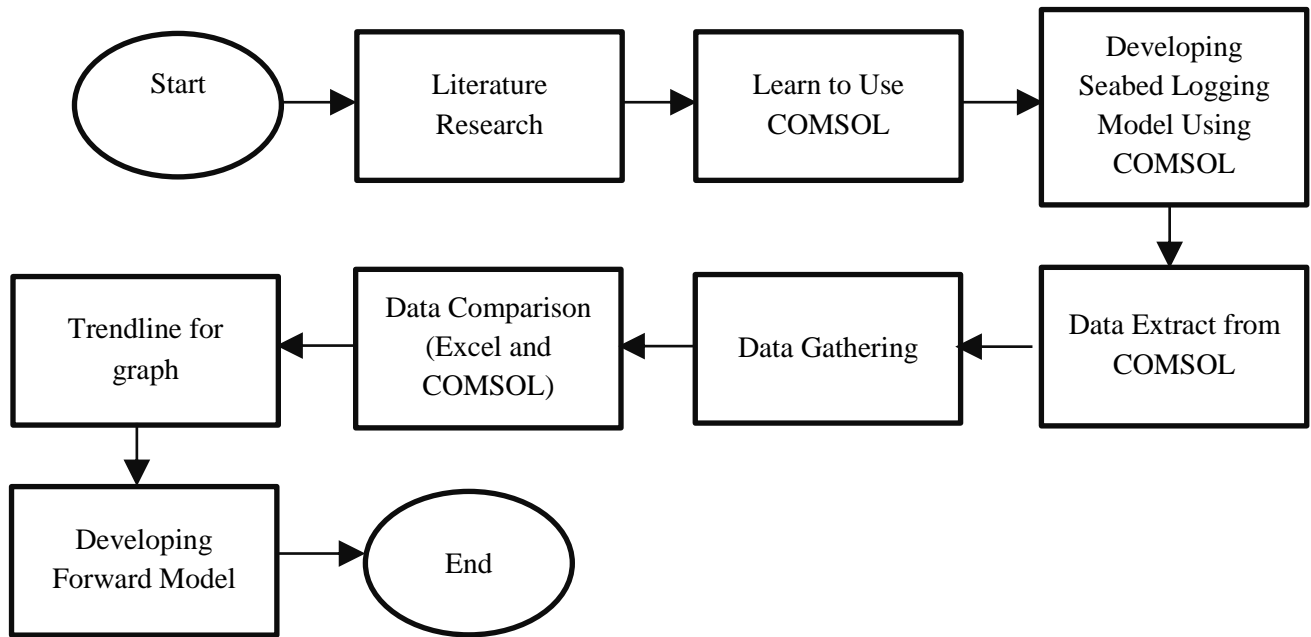 Start
Literature
Research
Learn to Use
COMSOL
Developing
Seabed Logging
Model Using
COMSOL
Data Extract from
COMSOL
Data Gathering
Data Comparison
(Excel and
COMSOL)
Trendline for
graph
Developing
Forward Model
End